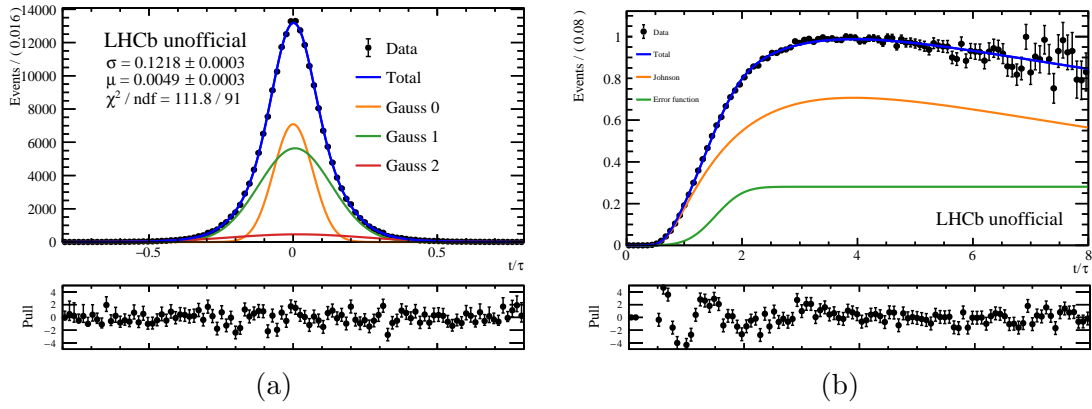 Events / ( 0.016)
14000
12000
10000
8000
6000
4000
2000
0
LHCb unofficial
σ = 0.1218 ± 0.0003
μ = 0.0049 ± 0.0003
χ² / ndf = 111.8 / 91
Data
Total
Gauss 0
Gauss 1
Gauss 2
−0.5 0 0.5
t/τ
Pull
4
2
0
−2
−4
(a)
Events / ( 0.08)
1
0.8
0.6
0.4
0.2
0
Data
Total
Johnson
Error function
LHCb unofficial
0 2 4 6 8
t/τ
Pull
4
2
0
−2
−4
(b)